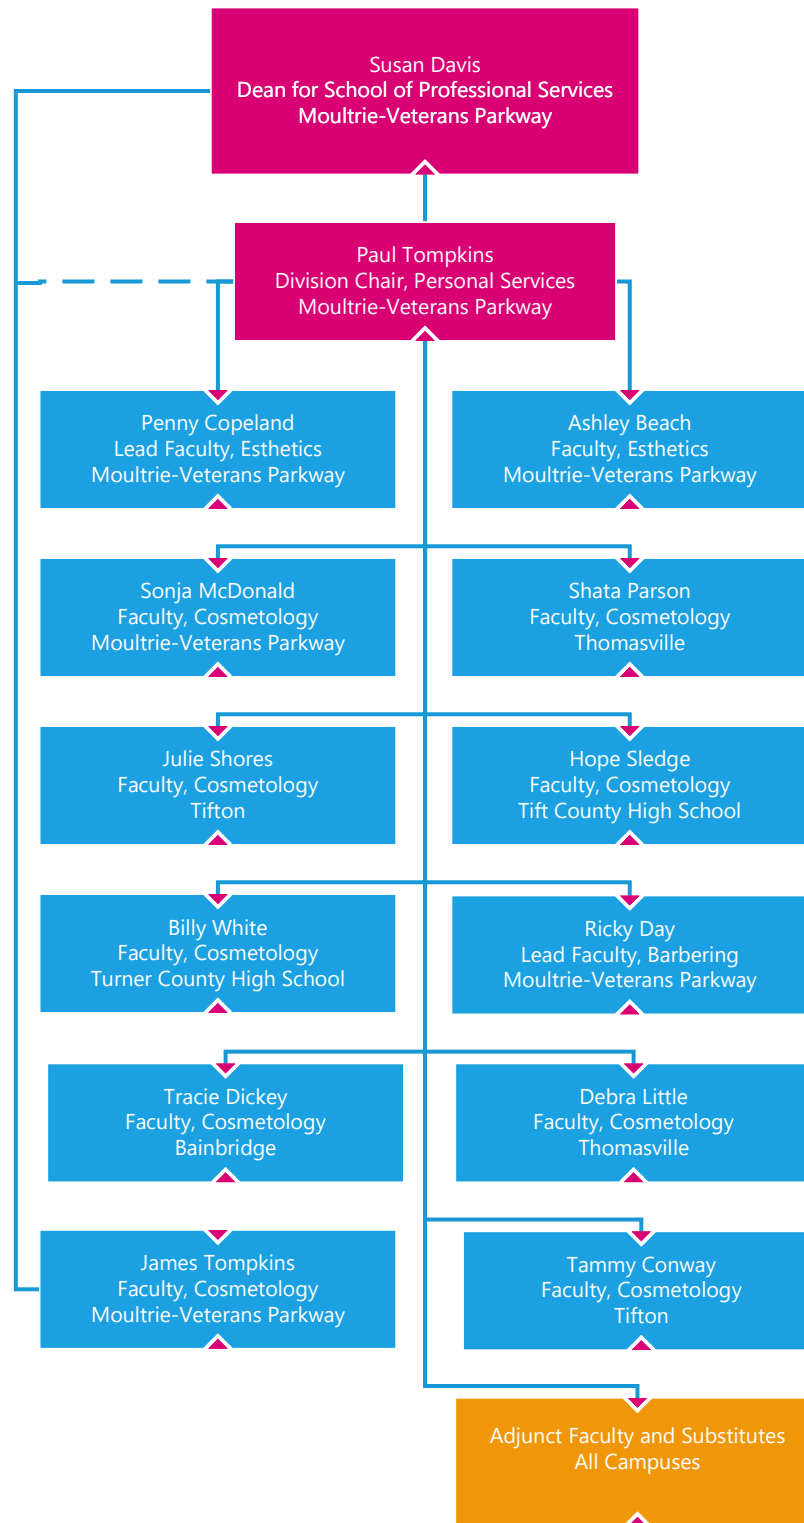 Susan Davis
Dean for School of Professional Services
Moultrie-Veterans Parkway
Paul Tompkins
Division Chair, Personal Services
Moultrie-Veterans Parkway
Penny Copeland
Lead Faculty, Esthetics
Moultrie-Veterans Parkway
Ashley Beach
Faculty, Esthetics
Moultrie-Veterans Parkway
Sonja McDonald
Faculty, Cosmetology
Moultrie-Veterans Parkway
Shata Parson
Faculty, Cosmetology
Thomasville
Julie Shores
Faculty, Cosmetology
Tifton
Hope Sledge
Faculty, Cosmetology
Tift County High School
Billy White
Faculty, Cosmetology
Turner County High School
Ricky Day
Lead Faculty, Barbering
Moultrie-Veterans Parkway
Tracie Dickey
Faculty, Cosmetology
Bainbridge
Debra Little
Faculty, Cosmetology
Thomasville
James Tompkins
Faculty, Cosmetology
Moultrie-Veterans Parkway
Tammy Conway
Faculty, Cosmetology
Tifton
Adjunct Faculty and Substitutes
All Campuses